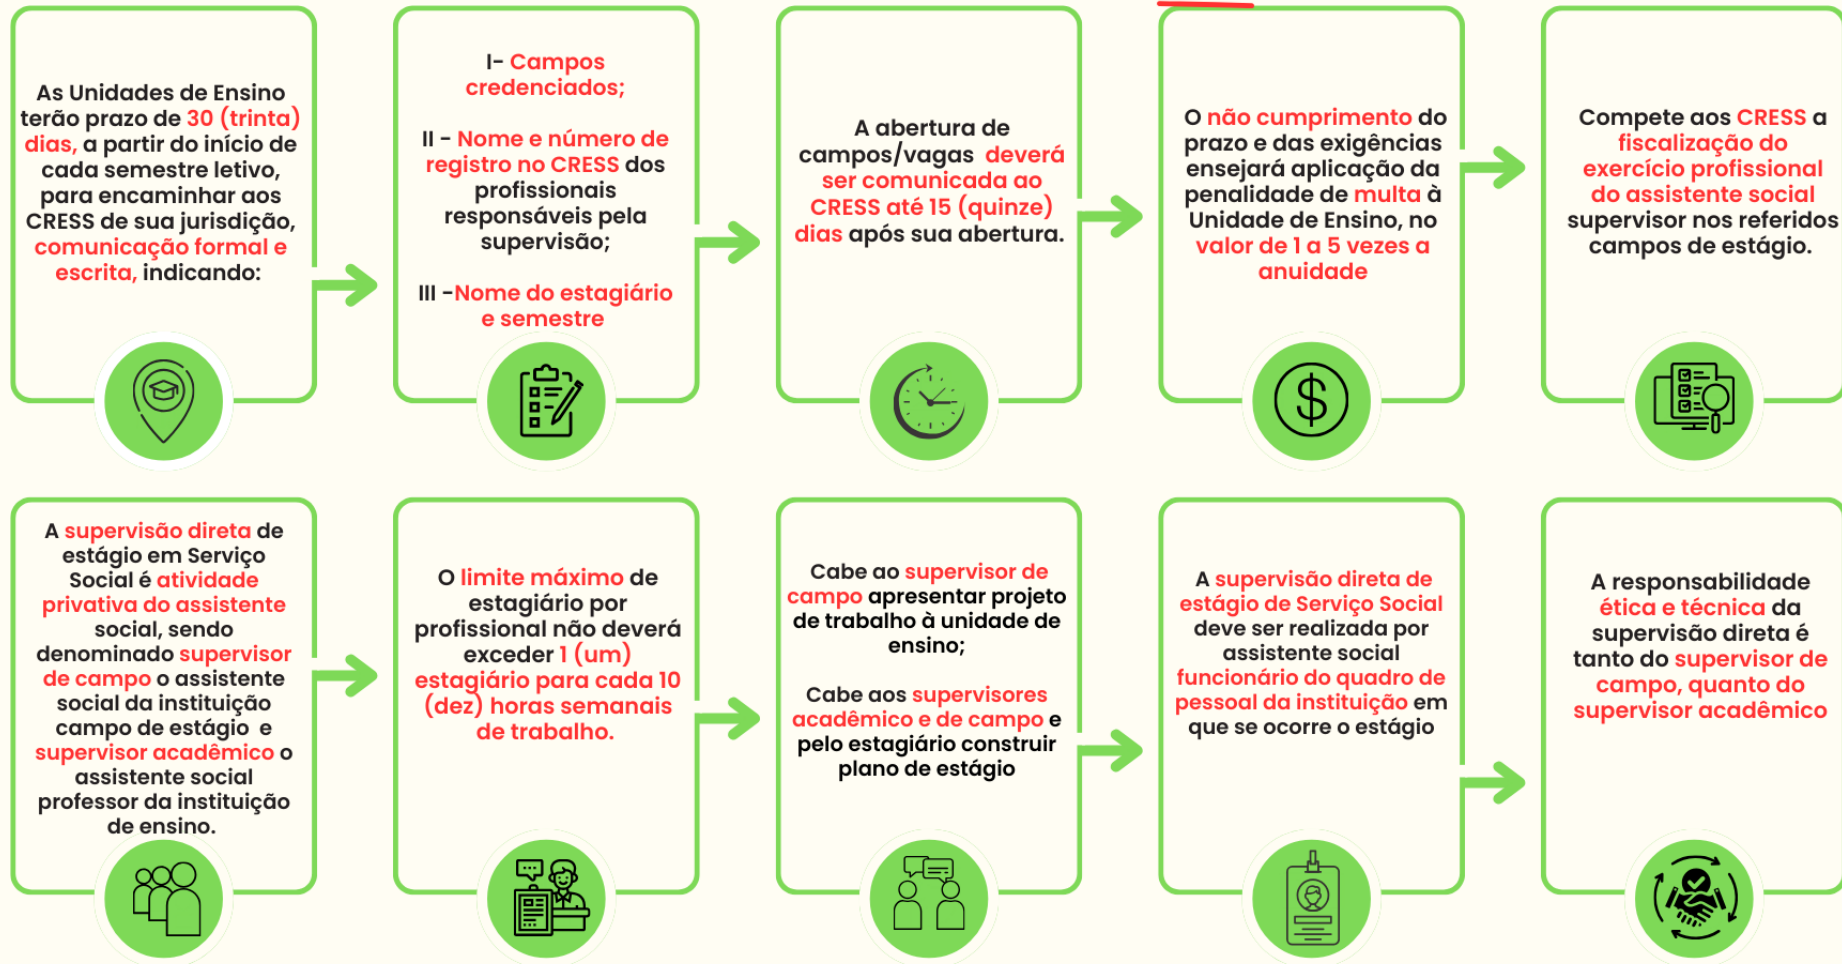 As Unidades de Ensino
terão prazo de 30 (trinta)
dias, a partir do início de
cada semestre letivo,
para encaminhar aos
CRESS de sua jurisdição,
comunicação formal e
escrita, indicando:
I- Campos
credenciados;
II - Nome e número de
registro no CRESS dos
profissionais
responsáveis pela
supervisão;
III -Nome do estagiário
e semestre
A abertura de
campos/vagas deverá
ser comunicada ao
CRESS até 15 (quinze)
dias após sua abertura.
O não cumprimento do
prazo e das exigências
ensejará aplicação da
penalidade de multa à
Unidade de Ensino, no
valor de 1 a 5 vezes a
anuidade
$
Compete aos CRESS a
fiscalização do
exercício profissional
do assistente social
supervisor nos referidos
campos de estágio.
A supervisão direta de
estágio em Serviço
Social é atividade
privativa do assistente
social, sendo
denominado supervisor
de campo o assistente
social da instituição
campo de estágio e
supervisor acadêmico o
assistente social
professor da instituição
de ensino.
O limite máximo de
estagiário por
profissional não deverá
exceder 1 (um)
estagiário para cada 10
(dez) horas semanais
de trabalho.
Cabe ao supervisor de
campo apresentar projeto
de trabalho à unidade de
ensino;
Cabe aos supervisores
acadêmico e de campo e
pelo estagiário construir
plano de estágio
A supervisão direta de
estágio de Serviço Social
deve ser realizada por
assistente social
funcionário do quadro de
pessoal da instituição em
que se ocorre o estágio
A responsabilidade
ética e técnica da
supervisão direta é
tanto do supervisor de
campo, quanto do
supervisor acadêmico